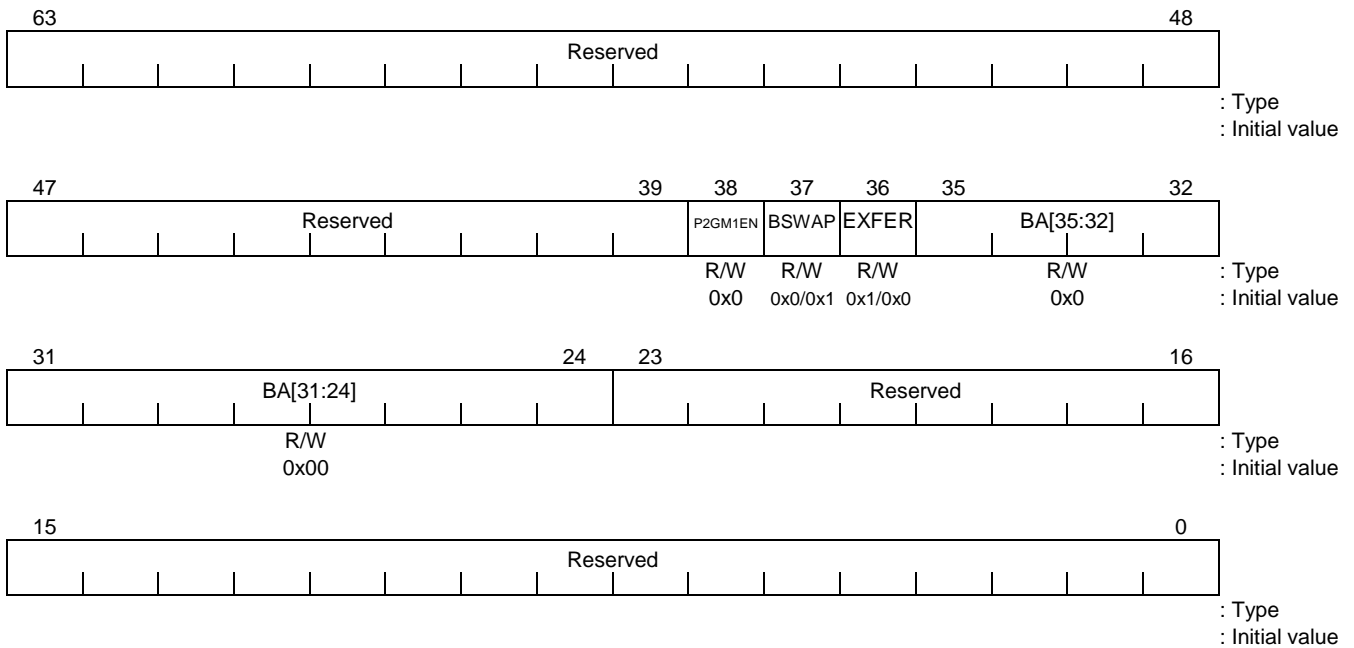 63 48
Reserved
: Type
: Initial value
47 39 38 37 36 35 32
Reserved P2GM1EN BSWAP EXFER BA[35:32]
R/W R/W R/W R/W : Type
0x0 0x0/0x1 0x1/0x0 0x0 : Initial value
31 24 23 16
BA[31:24] Reserved
R/W : Type
0x00 : Initial value
15 0
Reserved
: Type
: Initial value